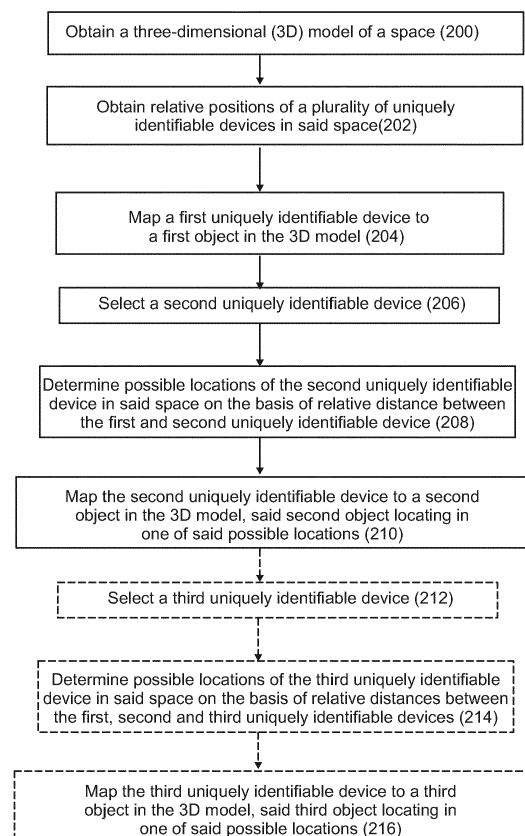 Obtain a three-dimensional (3D) model of a space (200)
Obtain relative positions of a plurality of uniquely
identifiable devices in said space(202)
Map a first uniquely identifiable device to
a first object in the 3D model (204)
Select a second uniquely identifiable device (206)
Determine possible locations of the second uniquely identifiable
device in said space on the basis of relative distance between
the first and second uniquely identifiable device (208)
Map the second uniquely identifiable device to a second
object in the 3D model, said second object locating in
one of said possible locations (210)
Select a third uniquely identifiable device (212)
Determine possible locations of the third uniquely identifiable
device in said space on the basis of relative distances between
the first, second and third uniquely identifiable devices (214)
Map the third uniquely identifiable device to a third
object in the 3D model, said third object locating in
one of said possible locations (216)